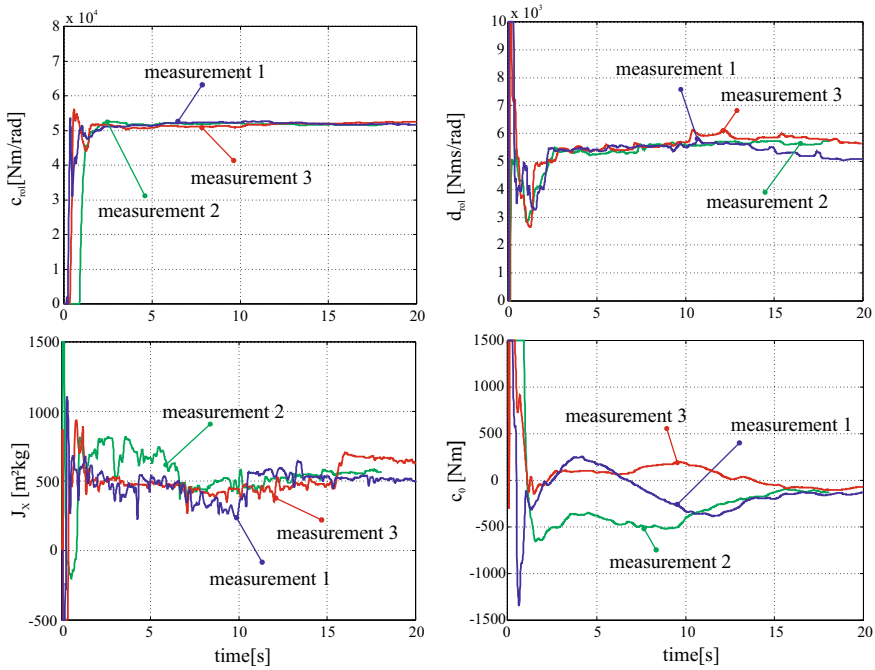 x 10⁴
8
7
6
5
4
3
2
1
0
0
5
10
15
20
c_rol[Nm/rad]
measurement 1
measurement 3
measurement 2
x 10³
10
9
8
7
6
5
4
3
2
1
0
0
5
10
15
20
d_rol [Nms/rad]
measurement 1
measurement 3
measurement 2
1500
1000
500
0
-500
0
5
10
15
20
J_X [m²kg]
time[s]
measurement 2
measurement 3
measurement 1
1500
1000
500
0
-500
-1000
-1500
0
5
10
15
20
c_0 [Nm]
time[s]
measurement 3
measurement 1
measurement 2